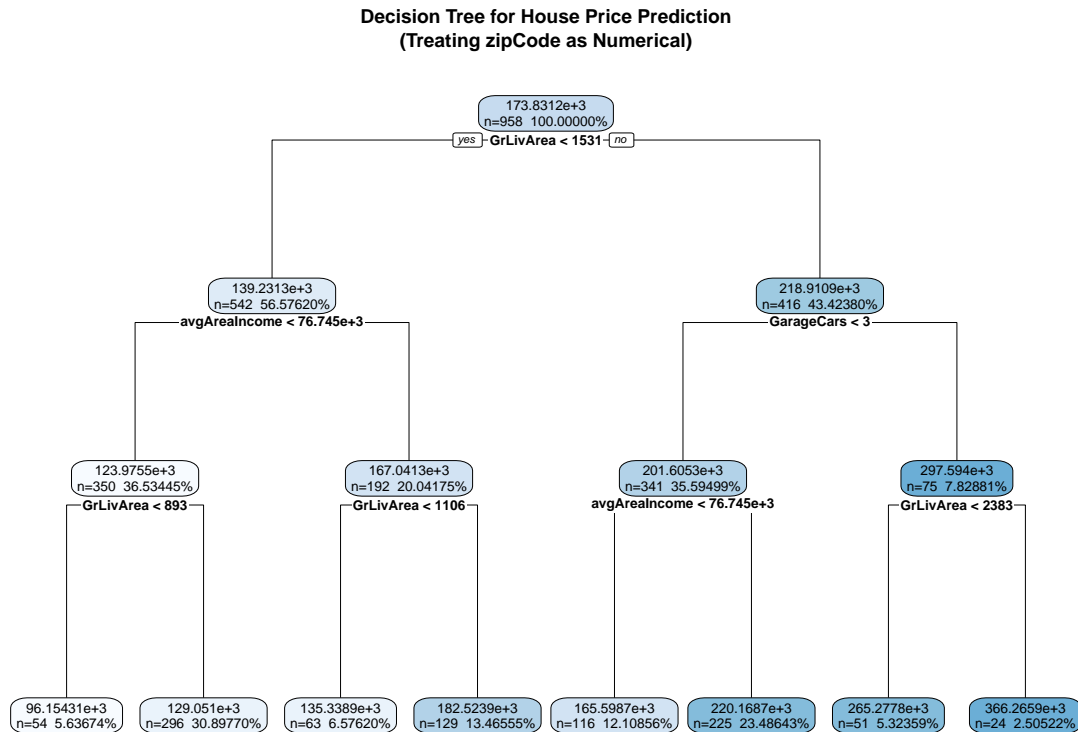 Decision Tree for House Price Prediction
(Treating zipCode as Numerical)
173.8312e+3
n=958 100.00000%
yes GrLivArea < 1531 no
139.2313e+3
n=542 56.57620%
avgAreaIncome < 76.745e+3
218.9109e+3
n=416 43.42380%
GarageCars < 3
123.9755e+3
n=350 36.53445%
GrLivArea < 893
167.0413e+3
n=192 20.04175%
GrLivArea < 1106
201.6053e+3
n=341 35.59499%
avgAreaIncome < 76.745e+3
297.594e+3
n=75 7.82881%
GrLivArea < 2383
96.15431e+3
n=54 5.63674%
129.051e+3
n=296 30.89770%
135.3389e+3
n=63 6.57620%
182.5239e+3
n=129 13.46555%
165.5987e+3
n=116 12.10856%
220.1687e+3
n=225 23.48643%
265.2778e+3
n=51 5.32359%
366.2659e+3
n=24 2.50522%